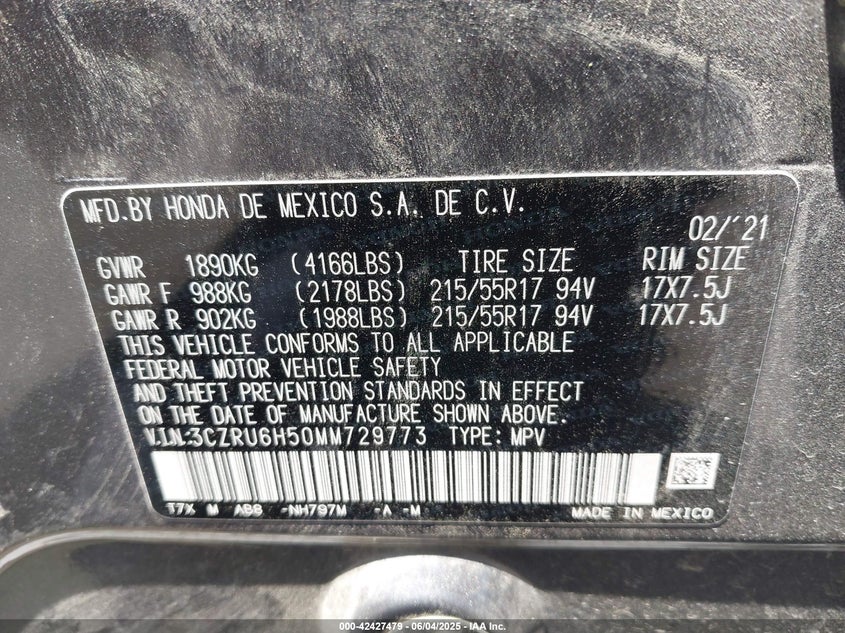 MFD.BY HONDA DE MEXICO S.A. DE C.V.
02/'21
GVWR 1890KG (4166LBS) TIRE SIZE RIM SIZE
GAWR F 988KG (2178LBS) 215/55R17 94V 17X7.5J
GAWR R 902KG (1988LBS) 215/55R17 94V 17X7.5J
THIS VEHICLE CONFORMS TO ALL APPLICABLE
FEDERAL MOTOR VEHICLE SAFETY
AND THEFT PREVENTION STANDARDS IN EFFECT
ON THE DATE OF MANUFACTURE SHOWN ABOVE.
V.I.N.:3CZRU6H50MM729773 TYPE: MPV
T7X M ABB -NH797M -A -M
MADE IN MEXICO
000-42427479 - 06/04/2025 - IAA Inc.